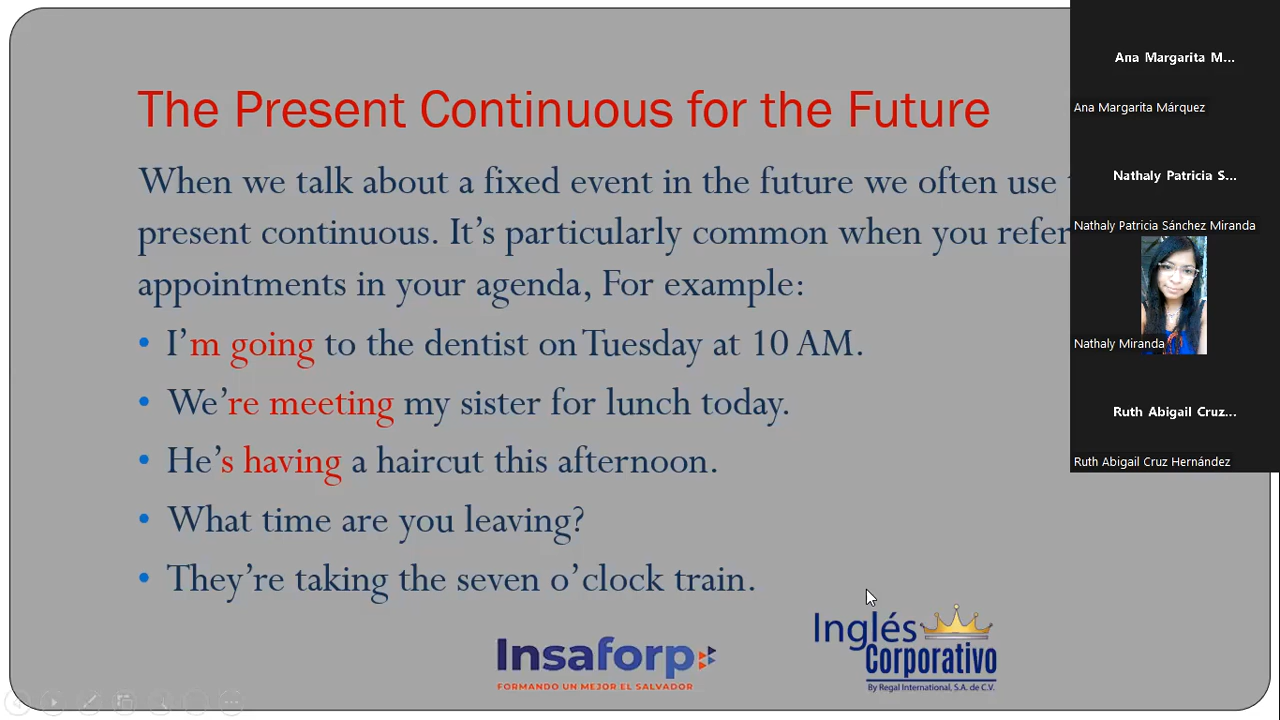 The Present Continuous for the Future
When we talk about a fixed event in the future we often use
present continuous. It's particularly common when you refer
appointments in your agenda, For example:
• I'm going to the dentist on Tuesday at 10 AM.
• We're meeting my sister for lunch today.
• He's having a haircut this afternoon.
• What time are you leaving?
• They're taking the seven o'clock train.
Insaforp
FORMANDO UN MEJOR EL SALVADOR
Inglés
Corporativo
By Regal International, S.A. de C.V.
Ana Margarita M...
Ana Margarita Márquez
Nathaly Patricia S...
Nathaly Patricia Sánchez Miranda
Nathaly Miranda
Ruth Abigail Cruz...
Ruth Abigail Cruz Hernández